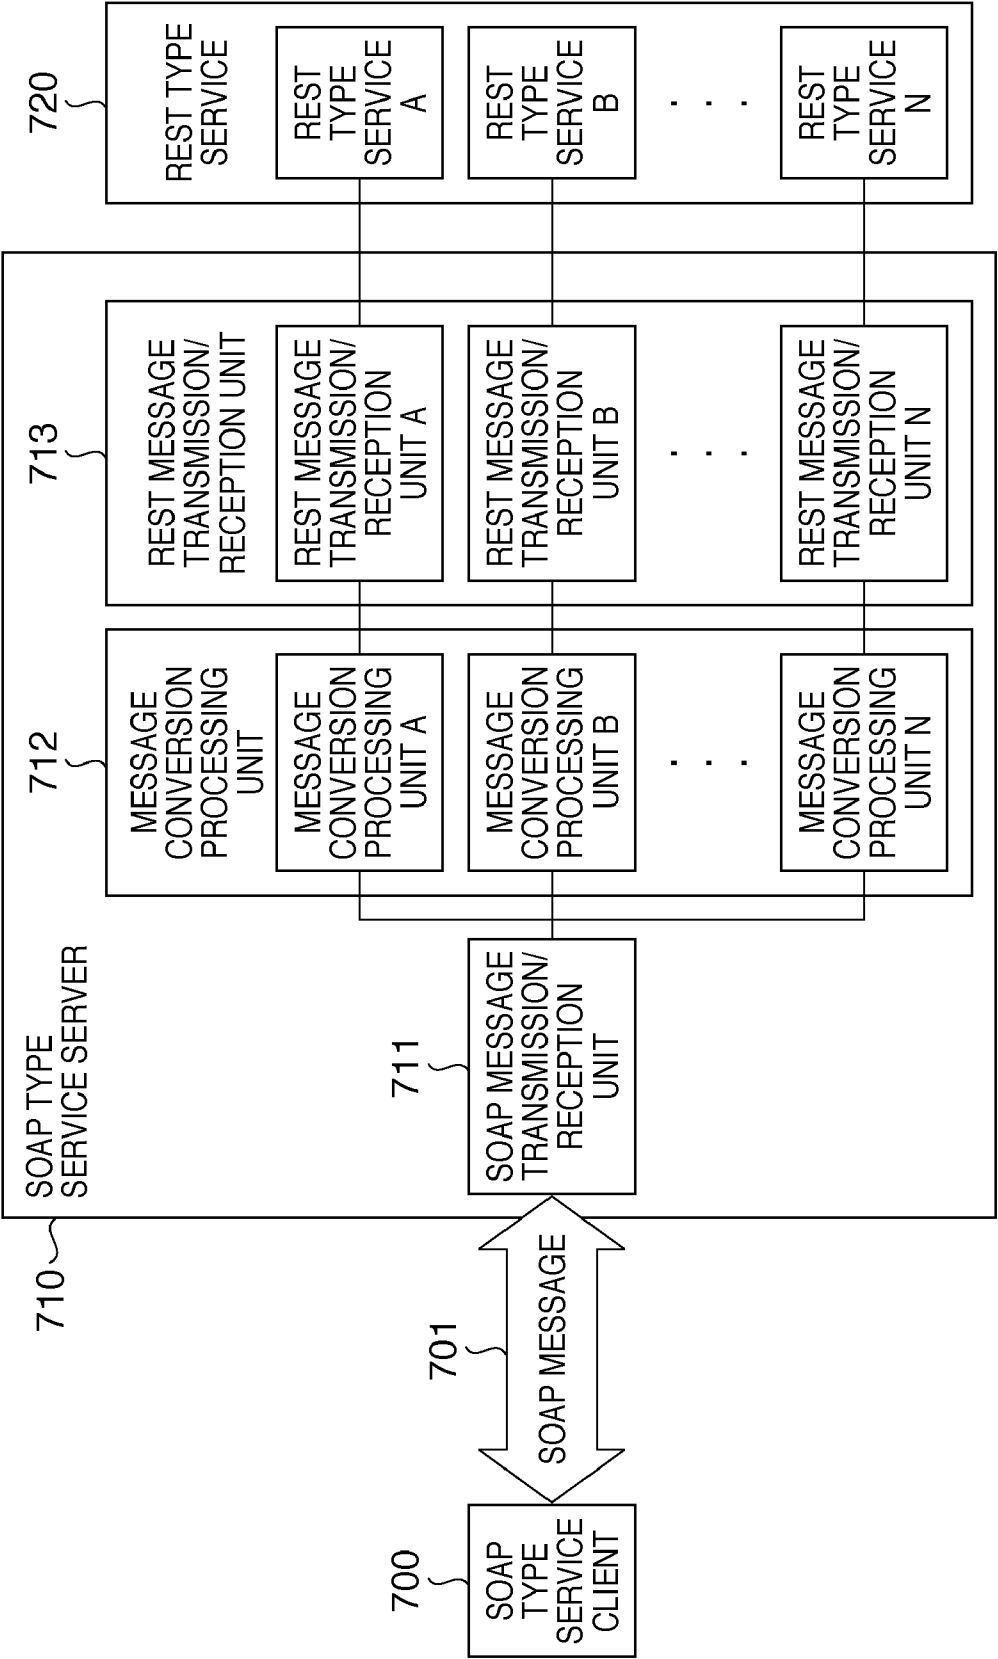 710
SOAP TYPE
SERVICE SERVER
700
SOAP
TYPE
SERVICE
CLIENT
701
SOAP MESSAGE
711
SOAP MESSAGE
TRANSMISSION/
RECEPTION
UNIT
712
MESSAGE
CONVERSION
PROCESSING
UNIT
MESSAGE
CONVERSION
PROCESSING
UNIT A
MESSAGE
CONVERSION
PROCESSING
UNIT B
. . .
MESSAGE
CONVERSION
PROCESSING
UNIT N
713
REST MESSAGE
TRANSMISSION/
RECEPTION UNIT
REST MESSAGE
TRANSMISSION/
RECEPTION
UNIT A
REST MESSAGE
TRANSMISSION/
RECEPTION
UNIT B
. . .
REST MESSAGE
TRANSMISSION/
RECEPTION
UNIT N
720
REST TYPE
SERVICE
REST
TYPE
SERVICE
A
REST
TYPE
SERVICE
B
. . .
REST
TYPE
SERVICE
N